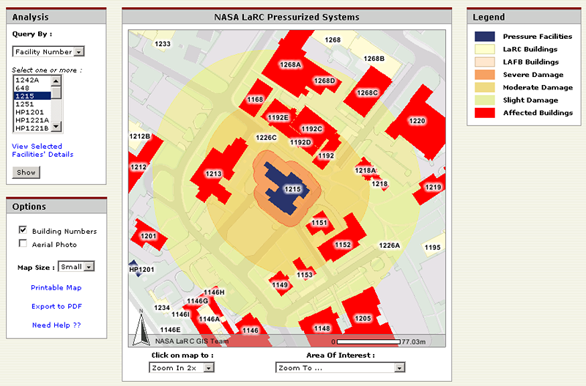 Analysis
Query By :
Facility Number
Select one or more :
1242A
648
1215
1251
HP1201
HP1221A
HP1221B
View Selected
Facilities' Details
Show
Options
Building Numbers
Aerial Photo
Map Size : Small
Printable Map
Export to PDF
Need Help ??
NASA LaRC Pressurized Systems
1233
1268
1268A
1268B
1268D
1268C
1168
1192E
1220
1192C
1212B
1226C
1192D
1192
1212
1213
1218A
1218
1215
1219
1151
1201
1152
1226A
1195
HP1201
1153
1149
1146H
1146G
1234
1146I
1146A
1205
1146E
1146
1148
NASA LaRC GIS Team
0
77.03m
Click on map to :
Zoom In 2x
Area Of Interest :
Zoom To ...
Legend
Pressure Facilities
LaRC Buildings
LAFB Buildings
Severe Damage
Moderate Damage
Slight Damage
Affected Buildings